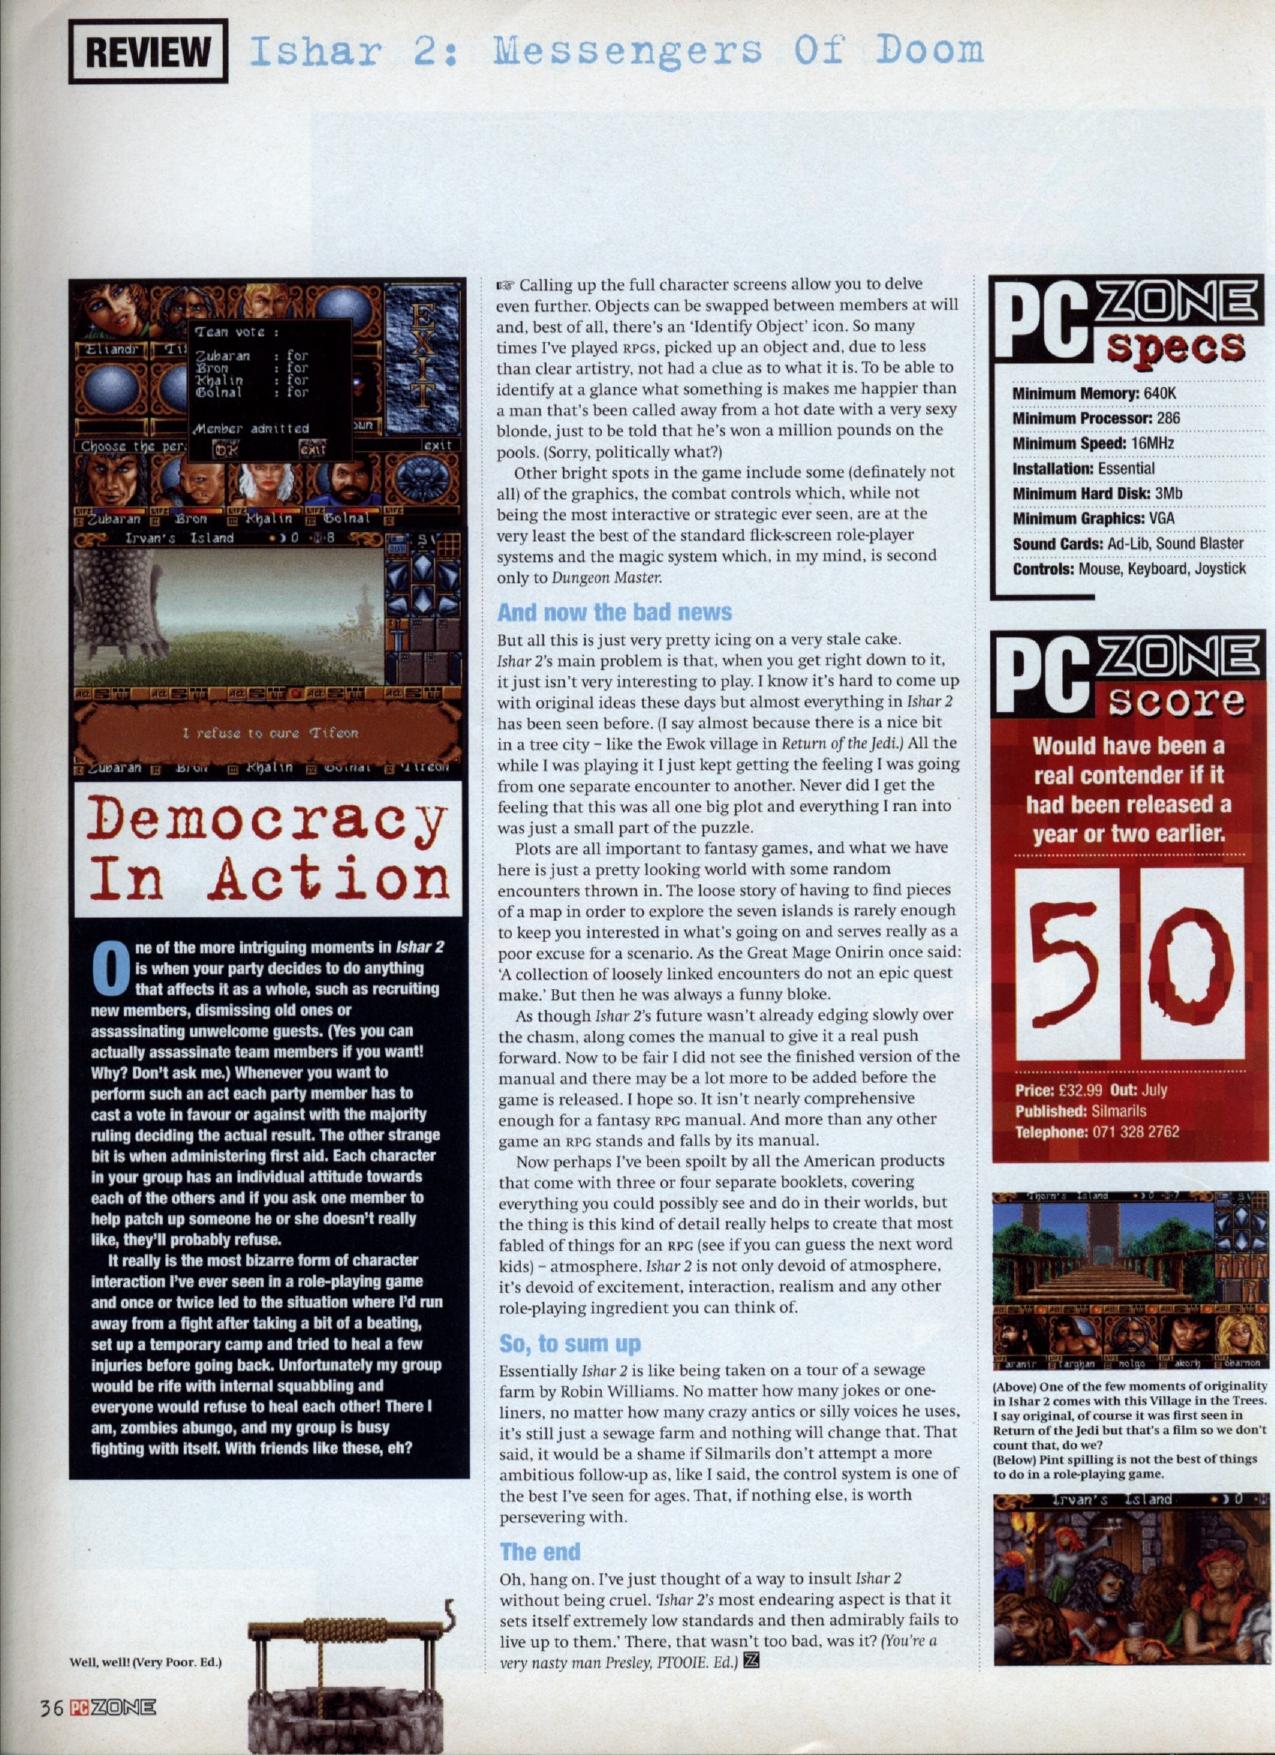 REVIEW Ishar 2: Messengers Of Doom
Team vote :
Zubaran : for
Bron : for
Khalin : for
Golnal : for
Member admitted
OK exit
EXIT
Eliandr
Choose the per
exit
Zubaran Bron Khalin Golnal
Irvan's Island
I refuse to cure Tifeon
Zubaran Bron Khalin Golnal Tifeon
Democracy
In Action
One of the more intriguing moments in Ishar 2
is when your party decides to do anything
that affects it as a whole, such as recruiting
new members, dismissing old ones or
assassinating unwelcome guests. (Yes you can
actually assassinate team members if you want!
Why? Don't ask me.) Whenever you want to
perform such an act each party member has to
cast a vote in favour or against with the majority
ruling deciding the actual result. The other strange
bit is when administering first aid. Each character
in your group has an individual attitude towards
each of the others and if you ask one member to
help patch up someone he or she doesn't really
like, they'll probably refuse.
It really is the most bizarre form of character
interaction I've ever seen in a role-playing game
and once or twice led to the situation where I'd run
away from a fight after taking a bit of a beating,
set up a temporary camp and tried to heal a few
injuries before going back. Unfortunately my group
would be rife with internal squabbling and
everyone would refuse to heal each other! There I
am, zombies abungo, and my group is busy
fighting with itself. With friends like these, eh?
Well, well! (Very Poor. Ed.)
36 PC ZONE
☞ Calling up the full character screens allow you to delve
even further. Objects can be swapped between members at will
and, best of all, there's an 'Identify Object' icon. So many
times I've played RPGs, picked up an object and, due to less
than clear artistry, not had a clue as to what it is. To be able to
identify at a glance what something is makes me happier than
a man that's been called away from a hot date with a very sexy
blonde, just to be told that he's won a million pounds on the
pools. (Sorry, politically what?)
Other bright spots in the game include some (definately not
all) of the graphics, the combat controls which, while not
being the most interactive or strategic ever seen, are at the
very least the best of the standard flick-screen role-player
systems and the magic system which, in my mind, is second
only to Dungeon Master.
And now the bad news
But all this is just very pretty icing on a very stale cake.
Ishar 2's main problem is that, when you get right down to it,
it just isn't very interesting to play. I know it's hard to come up
with original ideas these days but almost everything in Ishar 2
has been seen before. (I say almost because there is a nice bit
in a tree city – like the Ewok village in Return of the Jedi.) All the
while I was playing it I just kept getting the feeling I was going
from one separate encounter to another. Never did I get the
feeling that this was all one big plot and everything I ran into
was just a small part of the puzzle.
Plots are all important to fantasy games, and what we have
here is just a pretty looking world with some random
encounters thrown in. The loose story of having to find pieces
of a map in order to explore the seven islands is rarely enough
to keep you interested in what's going on and serves really as a
poor excuse for a scenario. As the Great Mage Onirin once said:
'A collection of loosely linked encounters do not an epic quest
make.' But then he was always a funny bloke.
As though Ishar 2's future wasn't already edging slowly over
the chasm, along comes the manual to give it a real push
forward. Now to be fair I did not see the finished version of the
manual and there may be a lot more to be added before the
game is released. I hope so. It isn't nearly comprehensive
enough for a fantasy RPG manual. And more than any other
game an RPG stands and falls by its manual.
Now perhaps I've been spoilt by all the American products
that come with three or four separate booklets, covering
everything you could possibly see and do in their worlds, but
the thing is this kind of detail really helps to create that most
fabled of things for an RPG (see if you can guess the next word
kids) – atmosphere. Ishar 2 is not only devoid of atmosphere,
it's devoid of excitement, interaction, realism and any other
role-playing ingredient you can think of.
So, to sum up
Essentially Ishar 2 is like being taken on a tour of a sewage
farm by Robin Williams. No matter how many jokes or one-
liners, no matter how many crazy antics or silly voices he uses,
it's still just a sewage farm and nothing will change that. That
said, it would be a shame if Silmarils don't attempt a more
ambitious follow-up as, like I said, the control system is one of
the best I've seen for ages. That, if nothing else, is worth
persevering with.
The end
Oh, hang on. I've just thought of a way to insult Ishar 2
without being cruel. 'Ishar 2's most endearing aspect is that it
sets itself extremely low standards and then admirably fails to
live up to them.' There, that wasn't too bad, was it? (You're a
very nasty man Presley, PTOOIE. Ed.) Z
PC ZONE
specs
Minimum Memory: 640K
Minimum Processor: 286
Minimum Speed: 16MHz
Installation: Essential
Minimum Hard Disk: 3Mb
Minimum Graphics: VGA
Sound Cards: Ad-Lib, Sound Blaster
Controls: Mouse, Keyboard, Joystick
PC ZONE
score
Would have been a
real contender if it
had been released a
year or two earlier.
50
Price: £32.99 Out: July
Published: Silmarils
Telephone: 071 328 2762
Thorm's Island
aramir targhan molgo akorh obarnon
(Above) One of the few moments of originality
in Ishar 2 comes with this Village in the Trees.
I say original, of course it was first seen in
Return of the Jedi but that's a film so we don't
count that, do we?
(Below) Pint spilling is not the best of things
to do in a role-playing game.
Irvan's Island